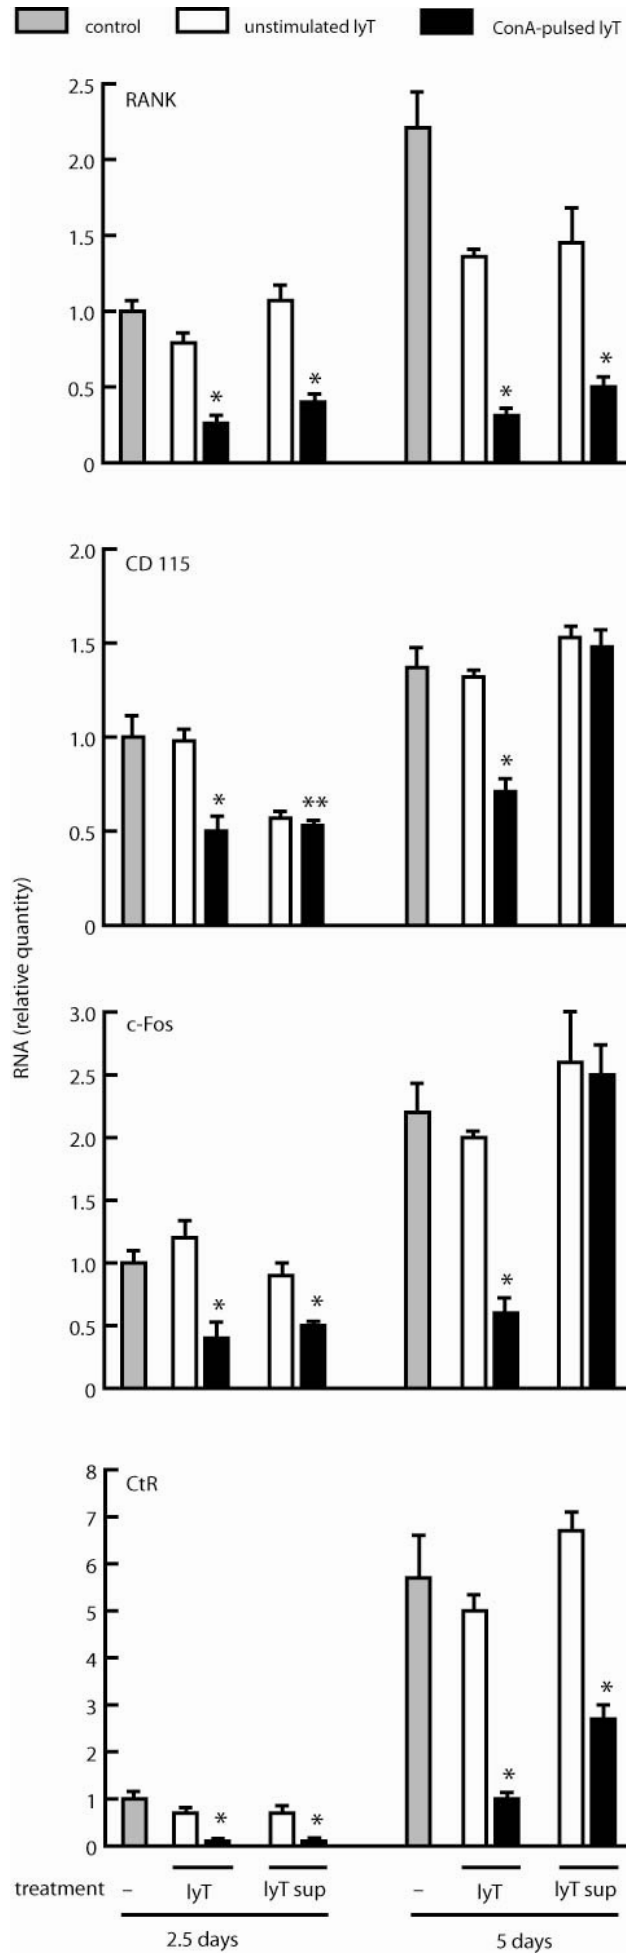 control unstimulated lyT ConA-pulsed lyT
RANK
2.5
2.0
1.5
1.0
0.5
0
* * * *
CD 115
2.0
1.5
1.0
0.5
0
* ** *
RNA (relative quantity)
c-Fos
3.0
2.5
2.0
1.5
1.0
0.5
0
* * *
CtR
8
7
6
5
4
3
2
1
0
* * * *
treatment – lyT lyT sup – lyT lyT sup
2.5 days 5 days